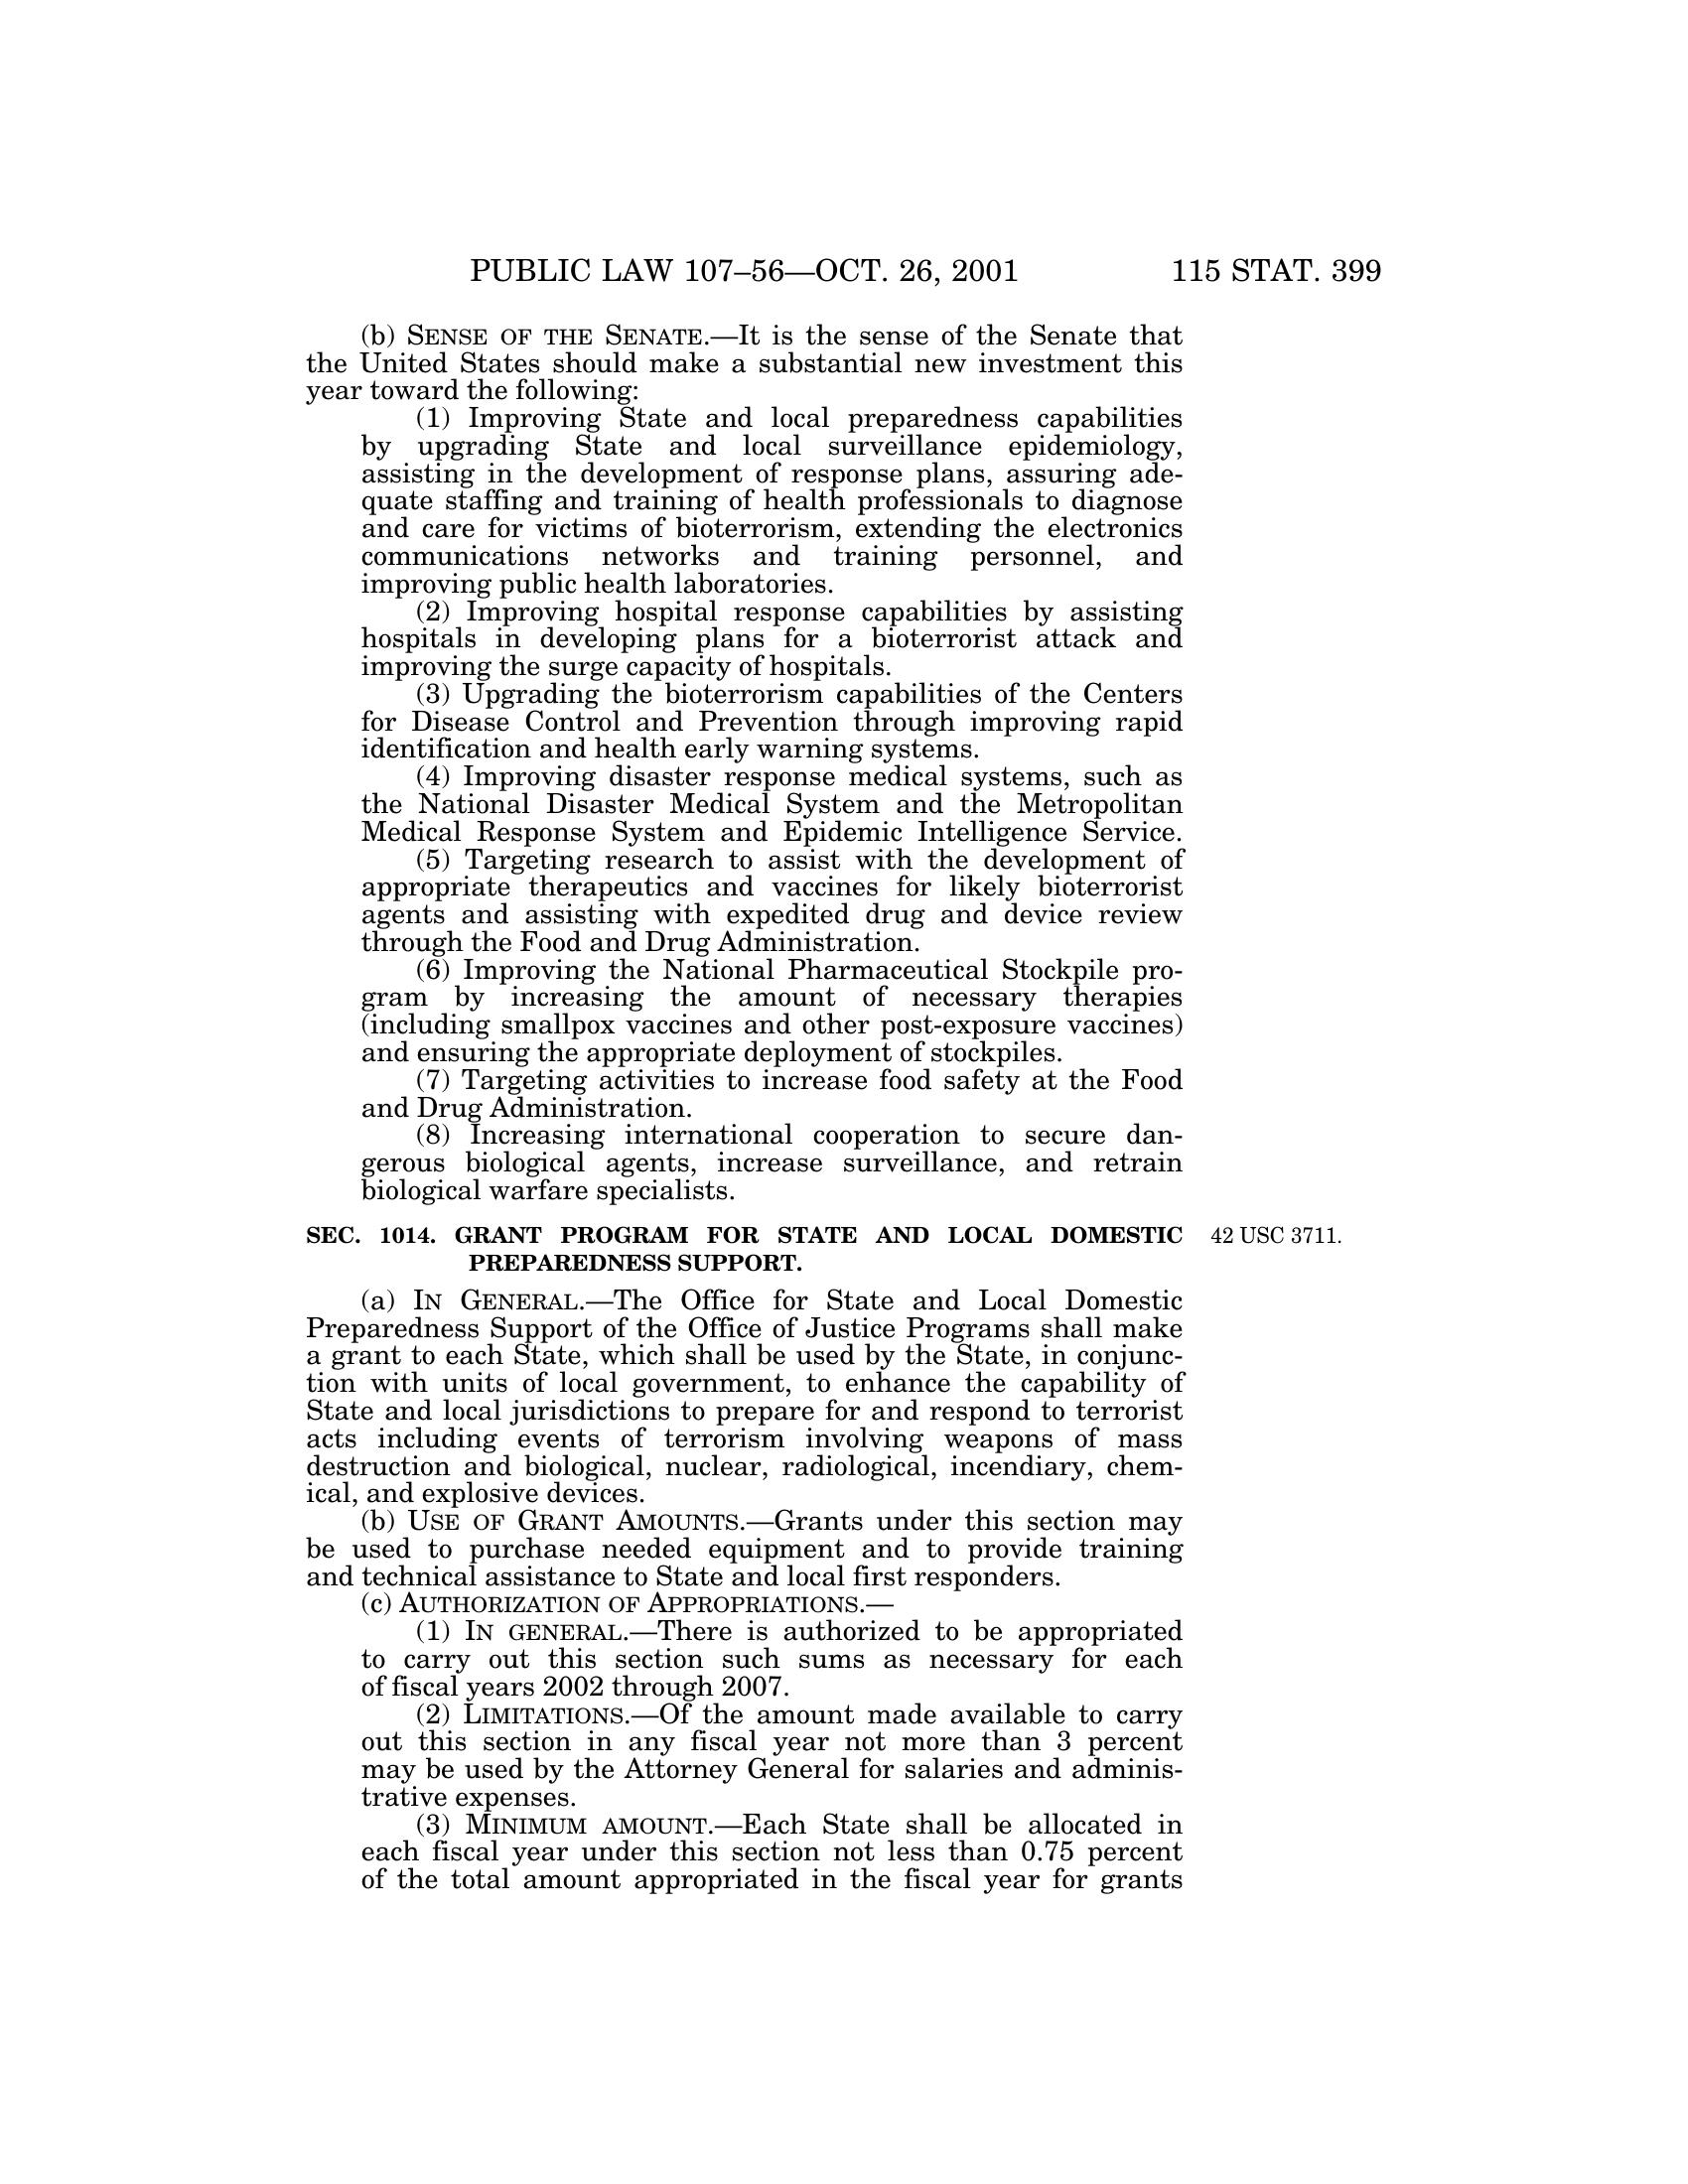 PUBLIC LAW 107–56—OCT. 26, 2001 115 STAT. 399
(b) SENSE OF THE SENATE.—It is the sense of the Senate that
the United States should make a substantial new investment this
year toward the following:
(1) Improving State and local preparedness capabilities
by upgrading State and local surveillance epidemiology,
assisting in the development of response plans, assuring ade-
quate staffing and training of health professionals to diagnose
and care for victims of bioterrorism, extending the electronics
communications networks and training personnel, and
improving public health laboratories.
(2) Improving hospital response capabilities by assisting
hospitals in developing plans for a bioterrorist attack and
improving the surge capacity of hospitals.
(3) Upgrading the bioterrorism capabilities of the Centers
for Disease Control and Prevention through improving rapid
identification and health early warning systems.
(4) Improving disaster response medical systems, such as
the National Disaster Medical System and the Metropolitan
Medical Response System and Epidemic Intelligence Service.
(5) Targeting research to assist with the development of
appropriate therapeutics and vaccines for likely bioterrorist
agents and assisting with expedited drug and device review
through the Food and Drug Administration.
(6) Improving the National Pharmaceutical Stockpile pro-
gram by increasing the amount of necessary therapies
(including smallpox vaccines and other post-exposure vaccines)
and ensuring the appropriate deployment of stockpiles.
(7) Targeting activities to increase food safety at the Food
and Drug Administration.
(8) Increasing international cooperation to secure dan-
gerous biological agents, increase surveillance, and retrain
biological warfare specialists.
SEC. 1014. GRANT PROGRAM FOR STATE AND LOCAL DOMESTIC 42 USC 3711.
PREPAREDNESS SUPPORT.
(a) IN GENERAL.—The Office for State and Local Domestic
Preparedness Support of the Office of Justice Programs shall make
a grant to each State, which shall be used by the State, in conjunc-
tion with units of local government, to enhance the capability of
State and local jurisdictions to prepare for and respond to terrorist
acts including events of terrorism involving weapons of mass
destruction and biological, nuclear, radiological, incendiary, chem-
ical, and explosive devices.
(b) USE OF GRANT AMOUNTS.—Grants under this section may
be used to purchase needed equipment and to provide training
and technical assistance to State and local first responders.
(c) AUTHORIZATION OF APPROPRIATIONS.—
(1) IN GENERAL.—There is authorized to be appropriated
to carry out this section such sums as necessary for each
of fiscal years 2002 through 2007.
(2) LIMITATIONS.—Of the amount made available to carry
out this section in any fiscal year not more than 3 percent
may be used by the Attorney General for salaries and adminis-
trative expenses.
(3) MINIMUM AMOUNT.—Each State shall be allocated in
each fiscal year under this section not less than 0.75 percent
of the total amount appropriated in the fiscal year for grants